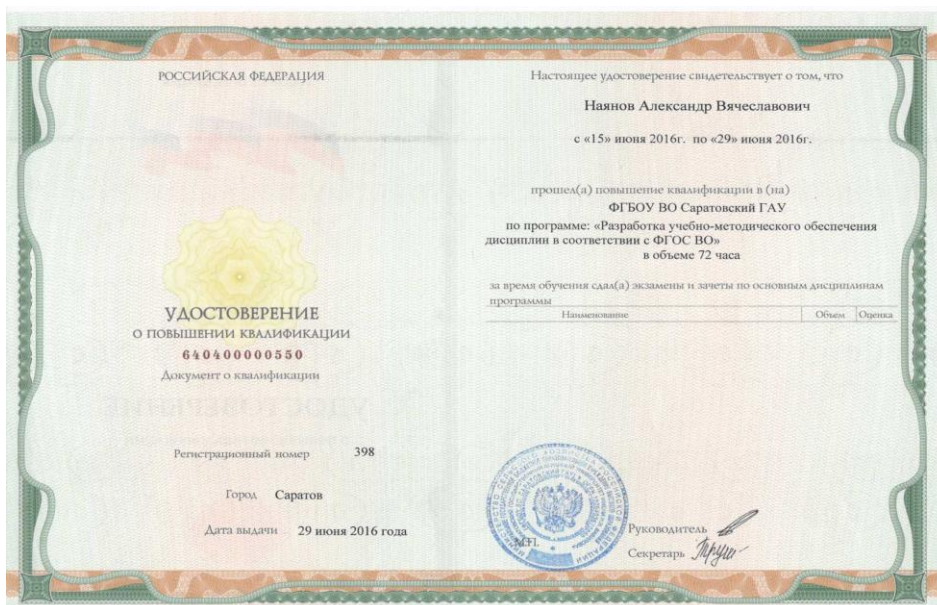 РОССИЙСКАЯ ФЕДЕРАЦИЯ
УДОСТОВЕРЕНИЕ
О ПОВЫШЕНИИ КВАЛИФИКАЦИИ
640400000550
Документ о квалификации
Регистрационный номер 398
Город Саратов
Дата выдачи 29 июня 2016 года
Настоящее удостоверение свидетельствует о том, что
Наянов Александр Вячеславович
с «15» июня 2016г. по «29» июня 2016г.
прошел(а) повышение квалификации в (на)
ФГБОУ ВО Саратовский ГАУ
по программе: «Разработка учебно-методического обеспечения
дисциплин в соответствии с ФГОС ВО»
в объеме 72 часа
за время обучения сдал(а) экзамены и зачеты по основным дисциплинам
программы
Наименование Объем Оценка
Руководитель
Секретарь